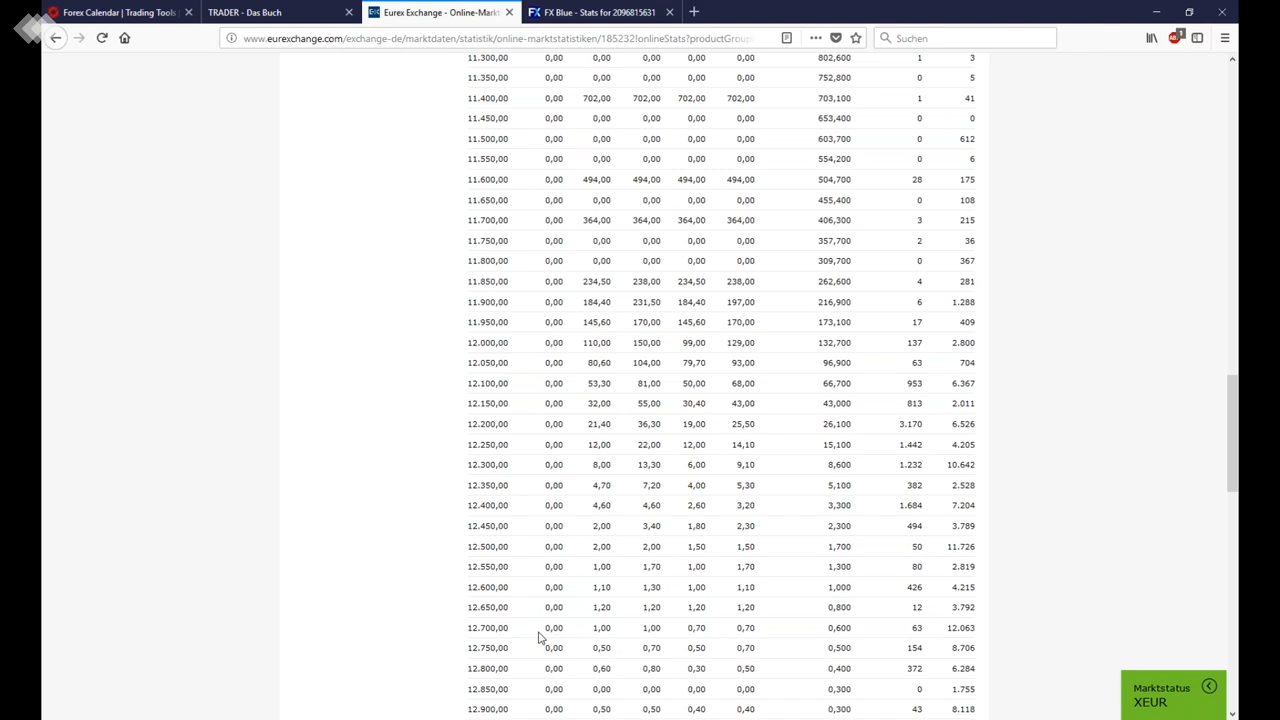 Forex Calendar | Trading Tools
TRADER - Das Buch
Eurex Exchange - Online-Markt
FX Blue - Stats for 2096815631
www.eurexchange.com/exchange-de/marktdaten/statistik/online-marktstatistiken/185232!onlineStats?productGroup
Suchen
11.300,00 0,00 0,00 0,00 0,00 0,00 802,600 1 3
11.350,00 0,00 0,00 0,00 0,00 0,00 752,800 0 5
11.400,00 0,00 702,00 702,00 702,00 702,00 703,100 1 41
11.450,00 0,00 0,00 0,00 0,00 0,00 653,400 0 0
11.500,00 0,00 0,00 0,00 0,00 0,00 603,700 0 612
11.550,00 0,00 0,00 0,00 0,00 0,00 554,200 0 6
11.600,00 0,00 494,00 494,00 494,00 494,00 504,700 28 175
11.650,00 0,00 0,00 0,00 0,00 0,00 455,400 0 108
11.700,00 0,00 364,00 364,00 364,00 364,00 406,300 3 215
11.750,00 0,00 0,00 0,00 0,00 0,00 357,700 2 36
11.800,00 0,00 0,00 0,00 0,00 0,00 309,700 0 367
11.850,00 0,00 234,50 238,00 234,50 238,00 262,600 4 281
11.900,00 0,00 184,40 231,50 184,40 197,00 216,900 6 1.288
11.950,00 0,00 145,60 170,00 145,60 170,00 173,100 17 409
12.000,00 0,00 110,00 150,00 99,00 129,00 132,700 137 2.800
12.050,00 0,00 80,60 104,00 79,70 93,00 96,900 63 704
12.100,00 0,00 53,30 81,00 50,00 68,00 66,700 953 6.367
12.150,00 0,00 32,00 55,00 30,40 43,00 43,000 813 2.011
12.200,00 0,00 21,40 36,30 19,00 25,50 26,100 3.170 6.526
12.250,00 0,00 12,00 22,00 12,00 14,10 15,100 1.442 4.205
12.300,00 0,00 8,00 13,30 6,00 9,10 8,600 1.232 10.642
12.350,00 0,00 4,70 7,20 4,00 5,30 5,100 382 2.528
12.400,00 0,00 4,60 4,60 2,60 3,20 3,300 1.684 7.204
12.450,00 0,00 2,00 3,40 1,80 2,30 2,300 494 3.789
12.500,00 0,00 2,00 2,00 1,50 1,50 1,700 50 11.726
12.550,00 0,00 1,00 1,70 1,00 1,70 1,300 80 2.819
12.600,00 0,00 1,10 1,30 1,00 1,10 1,000 426 4.215
12.650,00 0,00 1,20 1,20 1,20 1,20 0,800 12 3.792
12.700,00 0,00 1,00 1,00 0,70 0,70 0,600 63 12.063
12.750,00 0,00 0,50 0,70 0,50 0,70 0,500 154 8.706
12.800,00 0,00 0,60 0,80 0,30 0,50 0,400 372 6.284
12.850,00 0,00 0,00 0,00 0,00 0,00 0,300 0 1.755
12.900,00 0,00 0,50 0,50 0,40 0,40 0,300 43 8.118
Marktstatus
XEUR